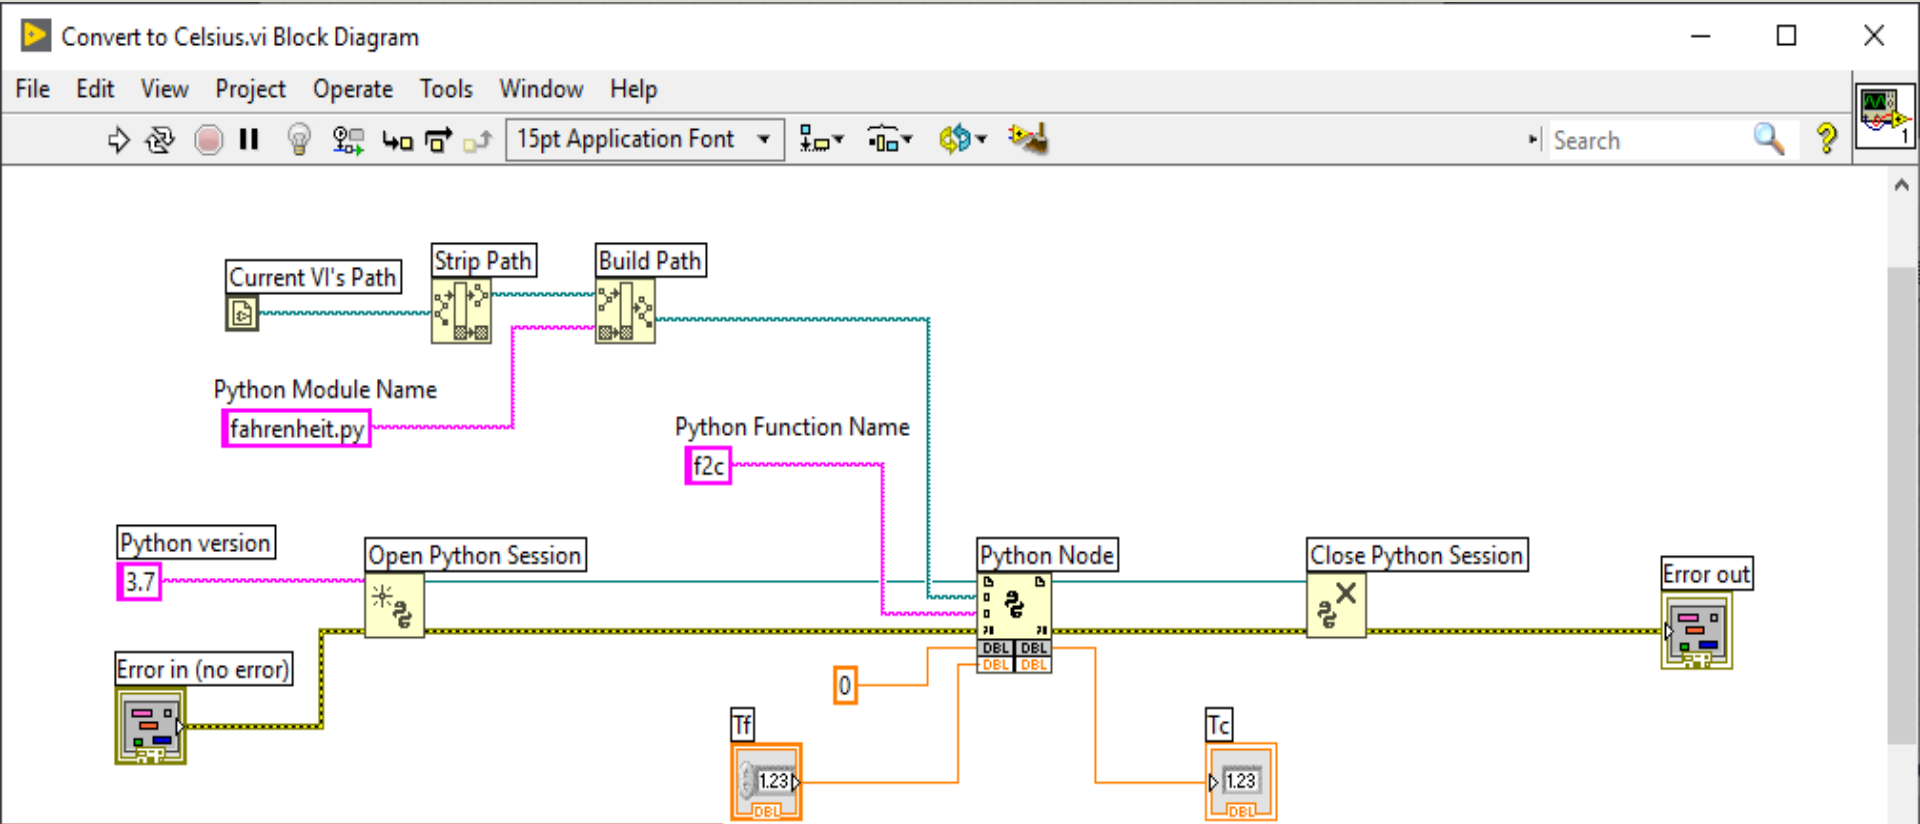 Convert to Celsius.vi Block Diagram
File Edit View Project Operate Tools Window Help
15pt Application Font
Search
1
Strip Path
Build Path
Current VI's Path
Python Module Name
fahrenheit.py
Python Function Name
f2c
Python version
3.7
Open Python Session
Python Node
Close Python Session
Error out
DBL DBL
DBL DBL
Error in (no error)
0
Tf
1.23
DBL
Tc
1.23
DBL